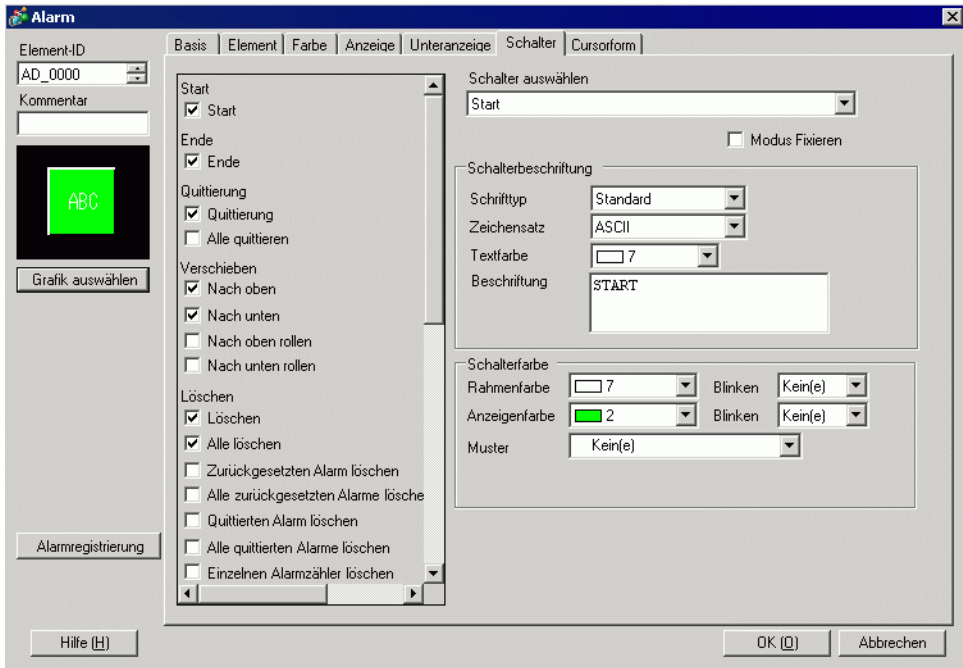 Alarm
Element-ID
AD_0000
Kommentar
ABC
Grafik auswählen
Alarmregistrierung
Basis Element Farbe Anzeige Unteranzeige Schalter Cursorform
Start
Start
Ende
Ende
Quittierung
Quittierung
Alle quittieren
Verschieben
Nach oben
Nach unten
Nach oben rollen
Nach unten rollen
Löschen
Löschen
Alle löschen
Zurückgesetzten Alarm löschen
Alle zurückgesetzten Alarme lösche
Quittierten Alarm löschen
Alle quittierten Alarme löschen
Einzelnen Alarmzähler löschen
Schalter auswählen
Start
Modus Fixieren
Schalterbeschriftung
Schrifttyp Standard
Zeichensatz ASCII
Textfarbe 7
Beschriftung START
Schalterfarbe
Rahmenfarbe 7 Blinken Kein(e)
Anzeigenfarbe 2 Blinken Kein(e)
Muster Kein(e)
Hilfe (H) OK (O) Abbrechen